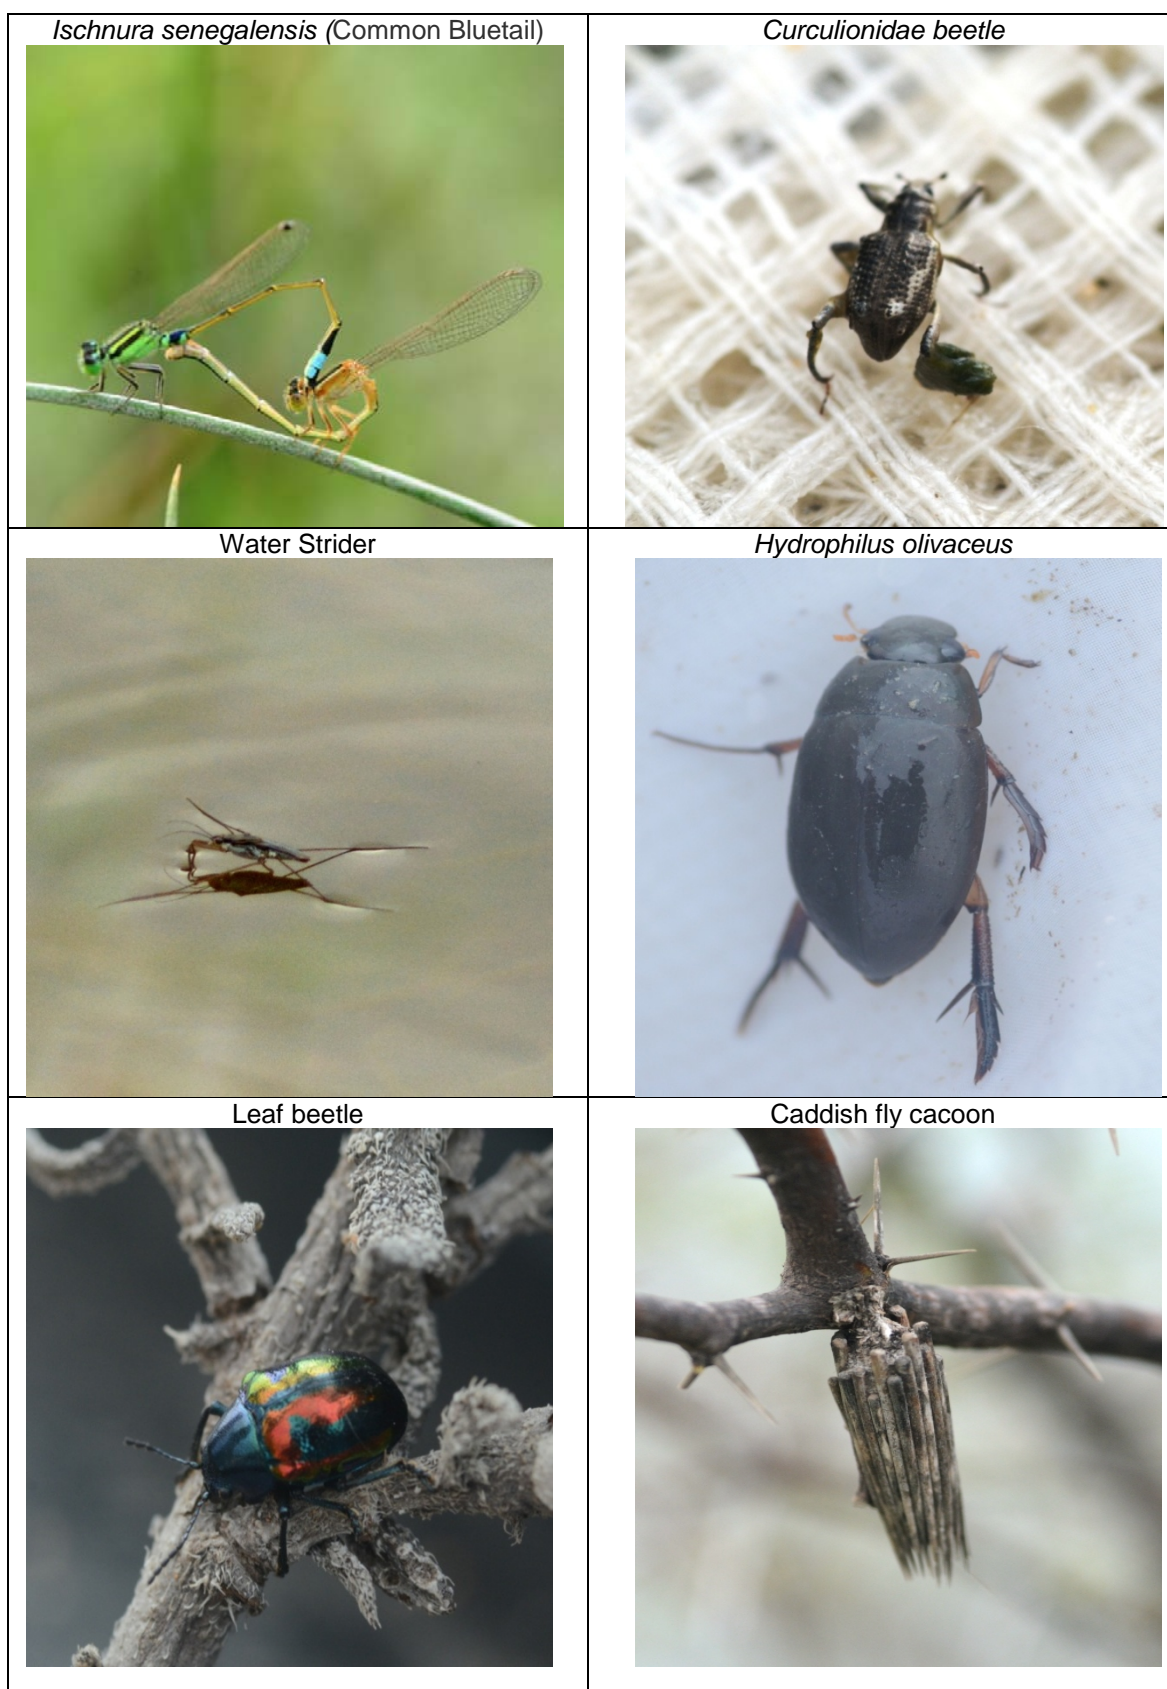 Ischnura senegalensis (Common Bluetail)
Curculionidae beetle
Water Strider
Hydrophilus olivaceus
Leaf beetle
Caddish fly cacoon